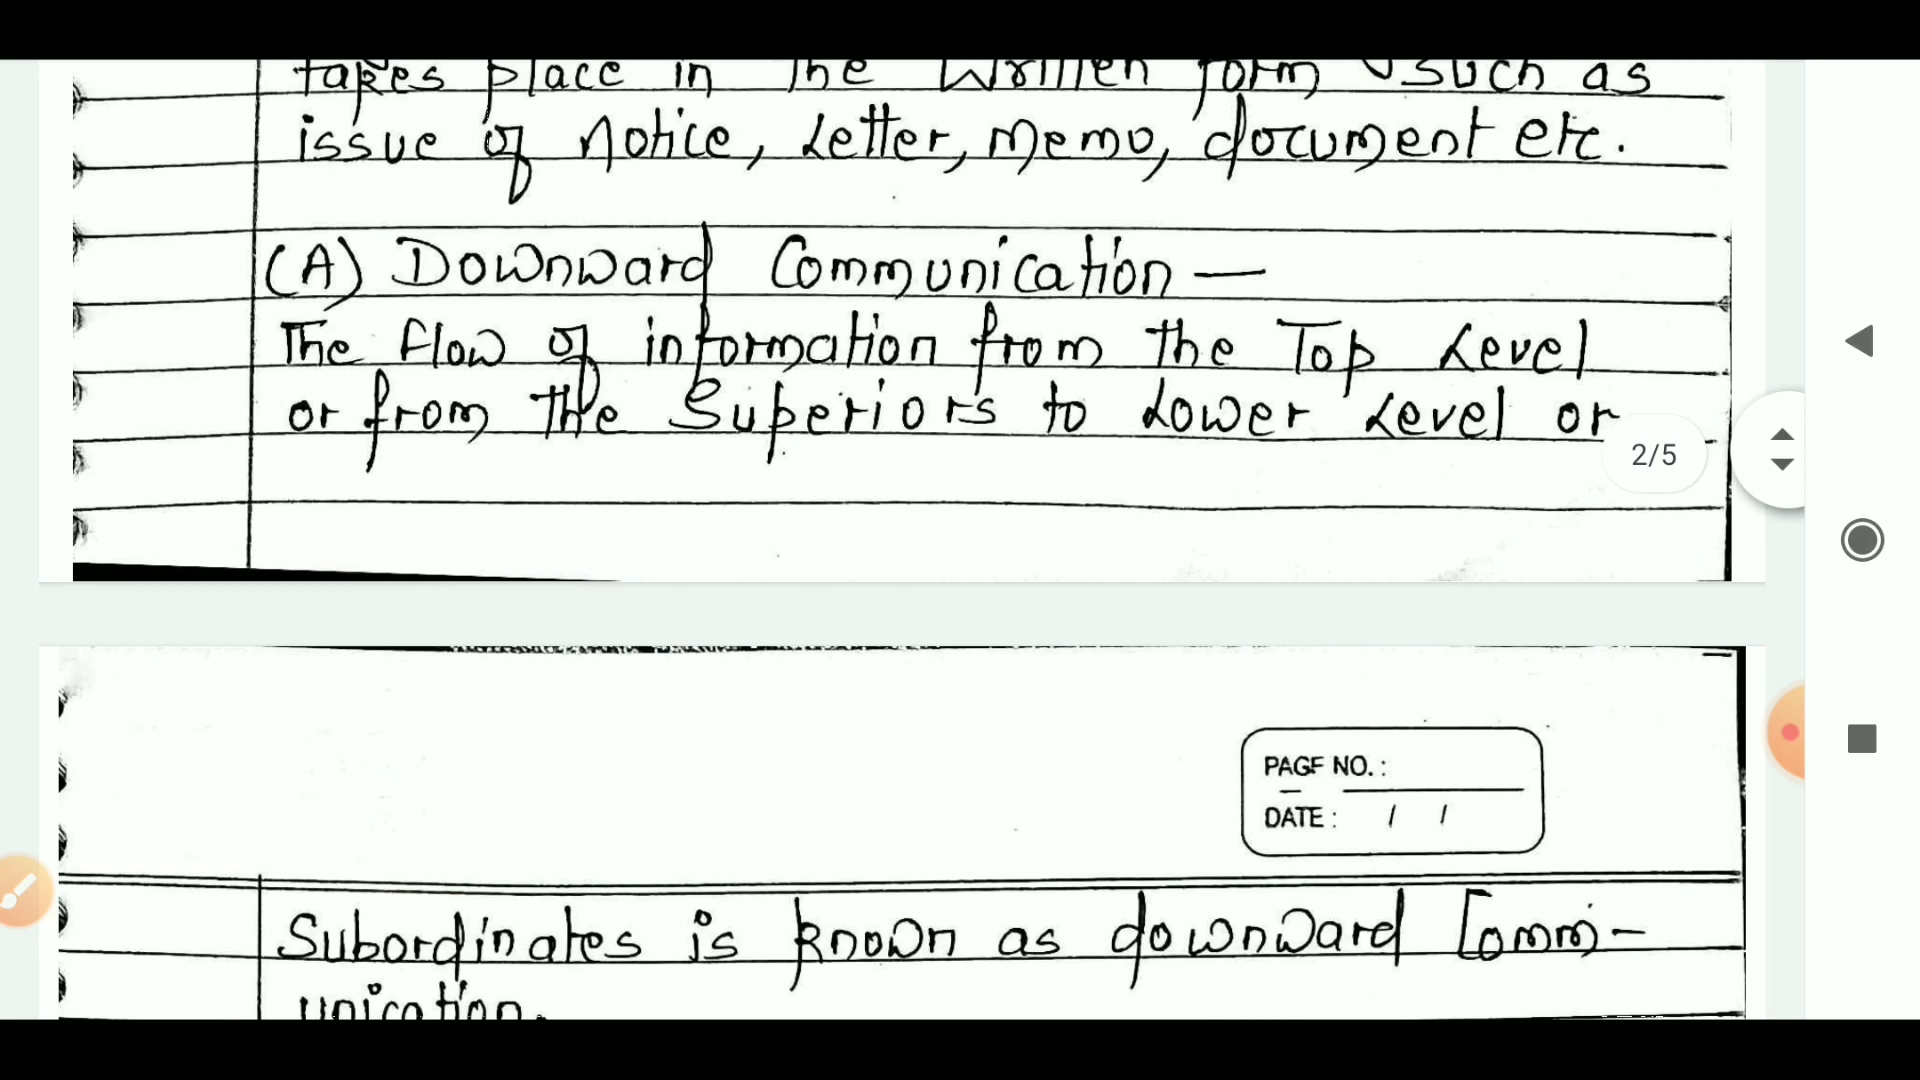 takes place in the written form such as
issue of Notice, Letter, Memo, document etc.
(A) Downward Communication —
The flow of information from the Top Level
or from the Superiors to Lower Level or
2/5
PAGE NO. :
DATE : / /
Subordinates is known as downward Comm-
unication.